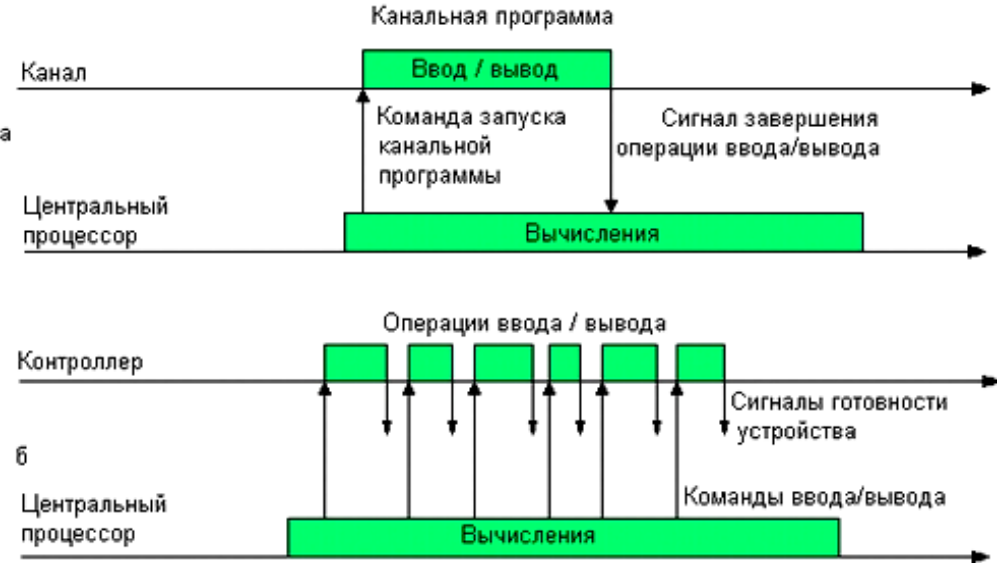 Канальная программа
Канал
Ввод / вывод
а
Команда запуска
канальной
программы
Сигнал завершения
операции ввода/вывода
Центральный
процессор
Вычисления
Операции ввода / вывода
Контроллер
Сигналы готовности
устройства
б
Центральный
процессор
Команды ввода/вывода
Вычисления